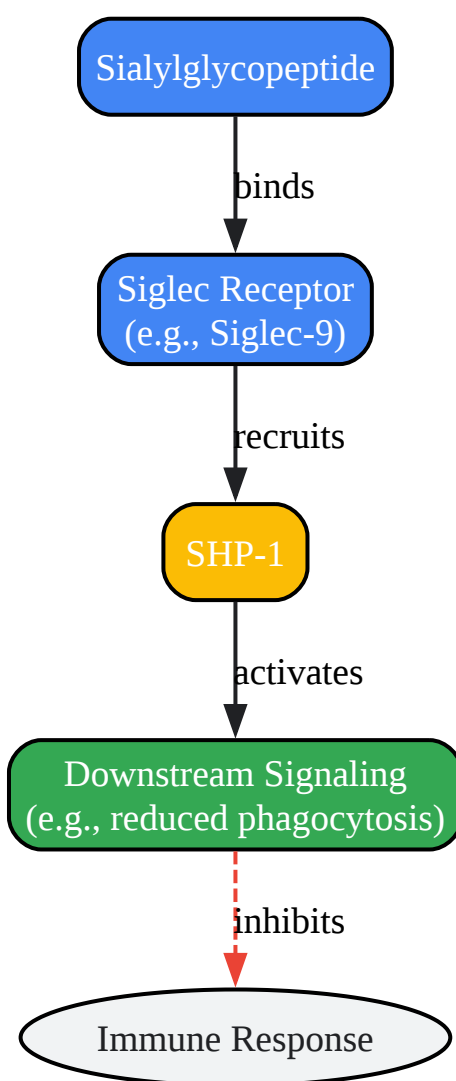 Sialylglycopeptide
binds
Siglec Receptor
(e.g., Siglec-9)
recruits
SHP-1
activates
Downstream Signaling
(e.g., reduced phagocytosis)
inhibits
Immune Response